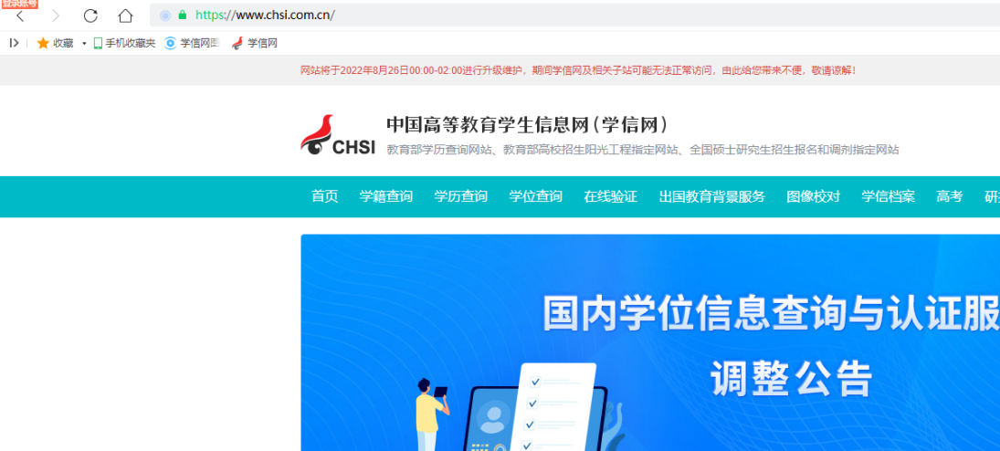 登录账号
https://www.chsi.com.cn/
收藏 手机收藏夹 学信网图 学信网
网站将于2022年8月26日00:00-02:00进行升级维护，期间学信网及相关子站可能无法正常访问，由此给您带来不便，敬请谅解！
中国高等教育学生信息网（学信网）
CHSI
教育部学历查询网站、教育部高校招生阳光工程指定网站、全国硕士研究生招生报名和调剂指定网站
首页 学籍查询 学历查询 学位查询 在线验证 出国教育背景服务 图像校对 学信档案 高考 研
国内学位信息查询与认证服
调整公告